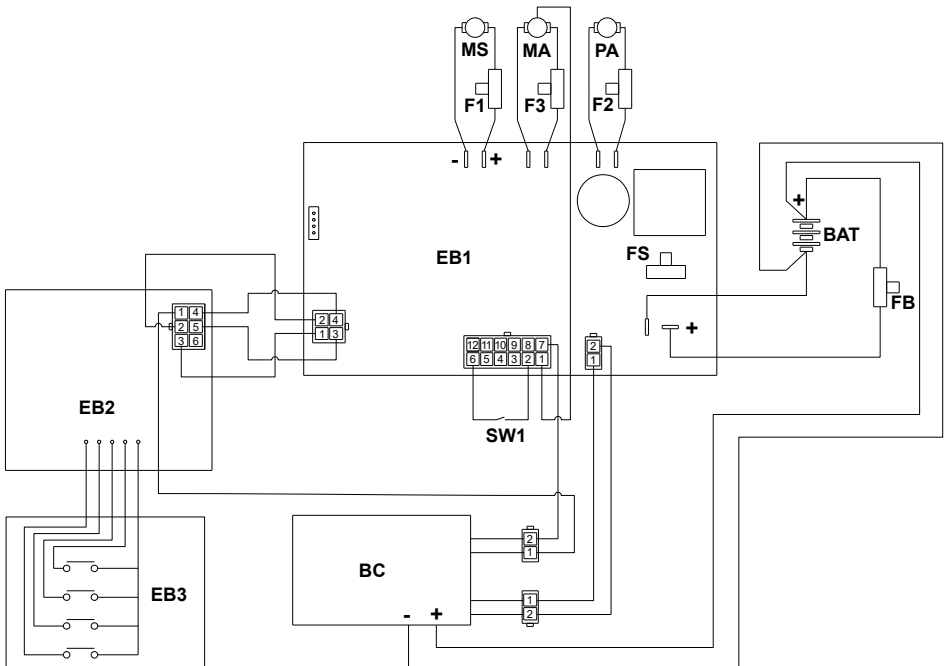 MS MA PA
F1 F3 F2
- + 
EB1 FS
+ BAT
FB
- +
1 4
2 5
3 6
2 4
1 3
12 11 10 9 8 7
6 5 4 3 2 1
2
1
EB2
SW1
2
1
BC
1
2
- +
EB3